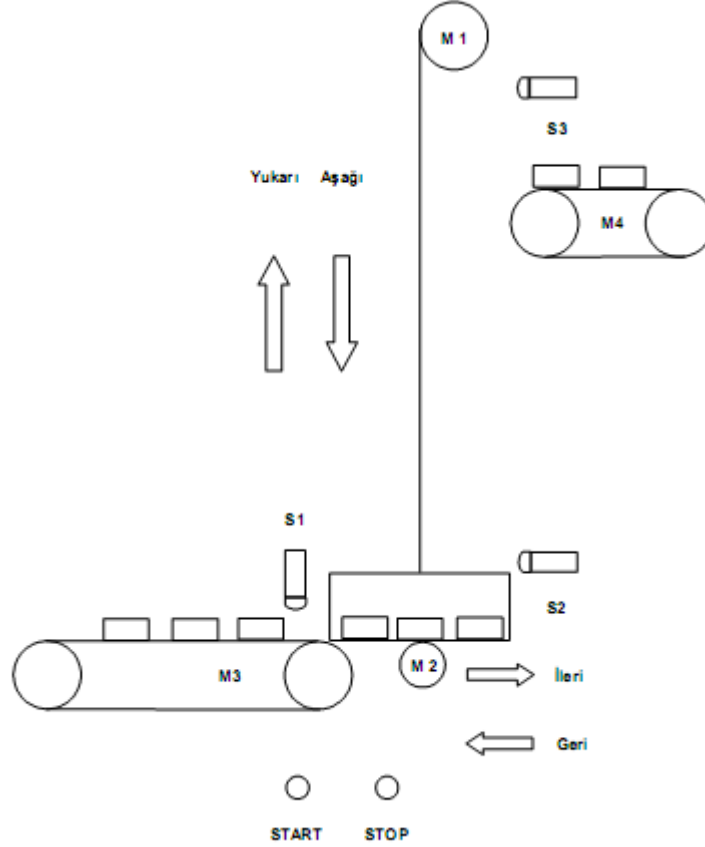 M 1
S3
Yukarı Aşağı
M4
S1
S2
M3
M 2
İleri
Geri
START STOP